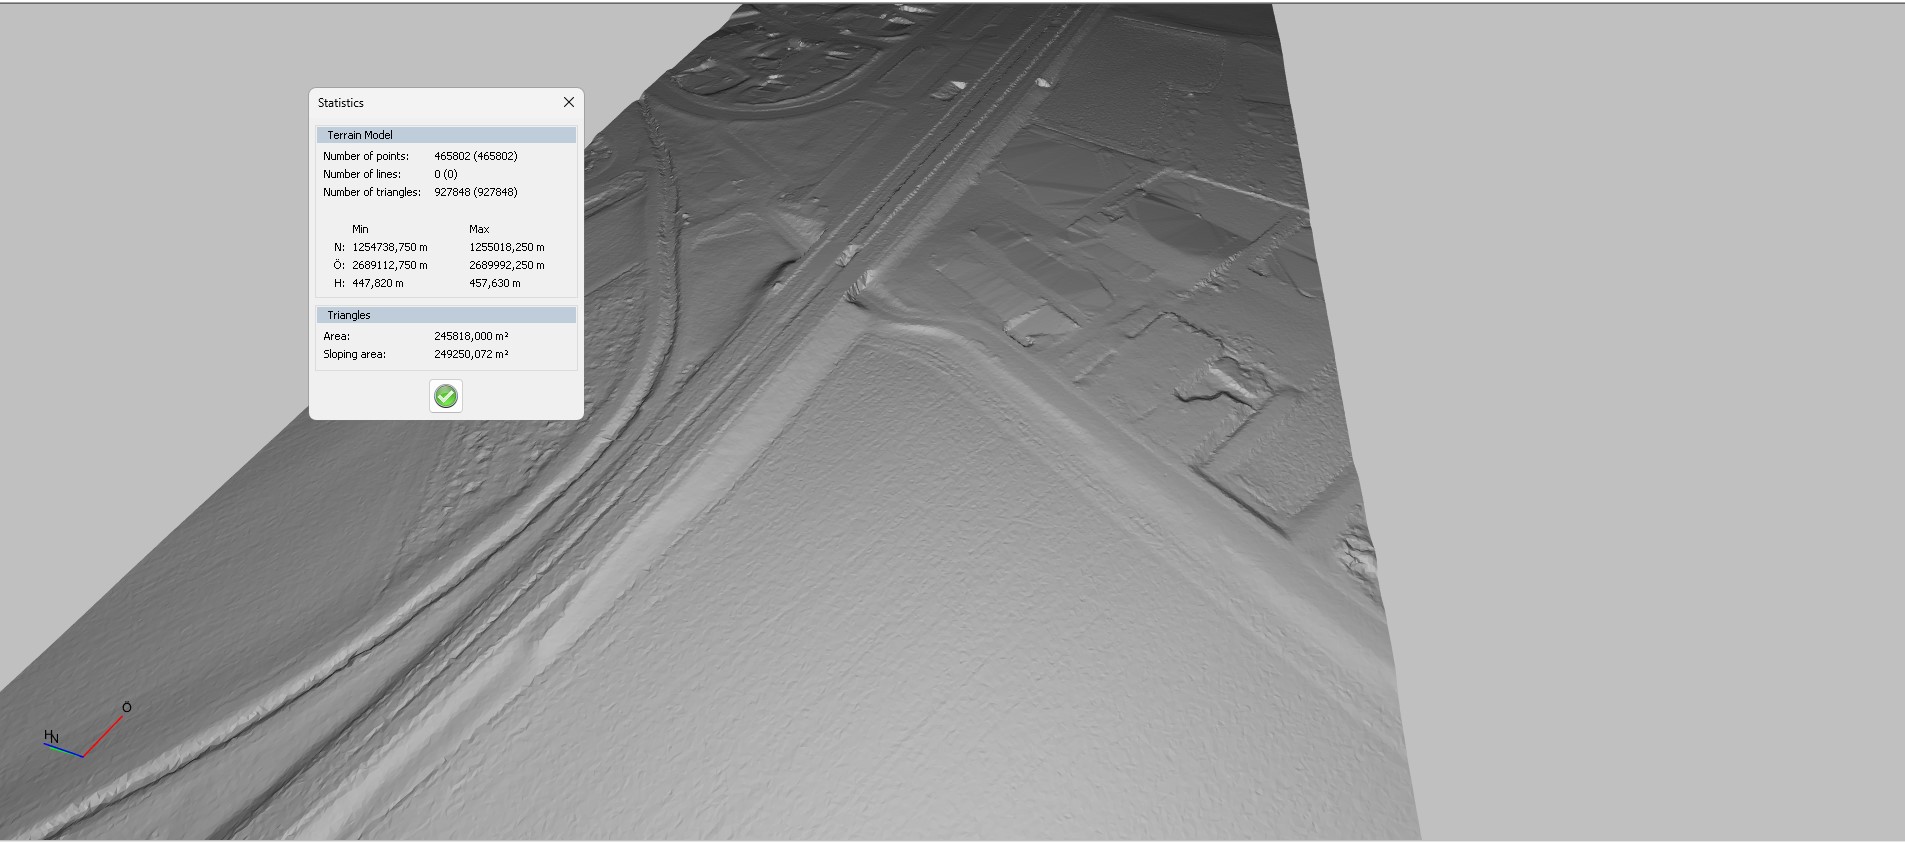 Statistics
Terrain Model
Number of points: 465802 (465802)
Number of lines: 0 (0)
Number of triangles: 927848 (927848)
Min Max
N: 1254738,750 m 1255018,250 m
Ö: 2689112,750 m 2689992,250 m
H: 447,820 m 457,630 m
Triangles
Area: 245818,000 m²
Sloping area: 249250,072 m²
Ö
H
N